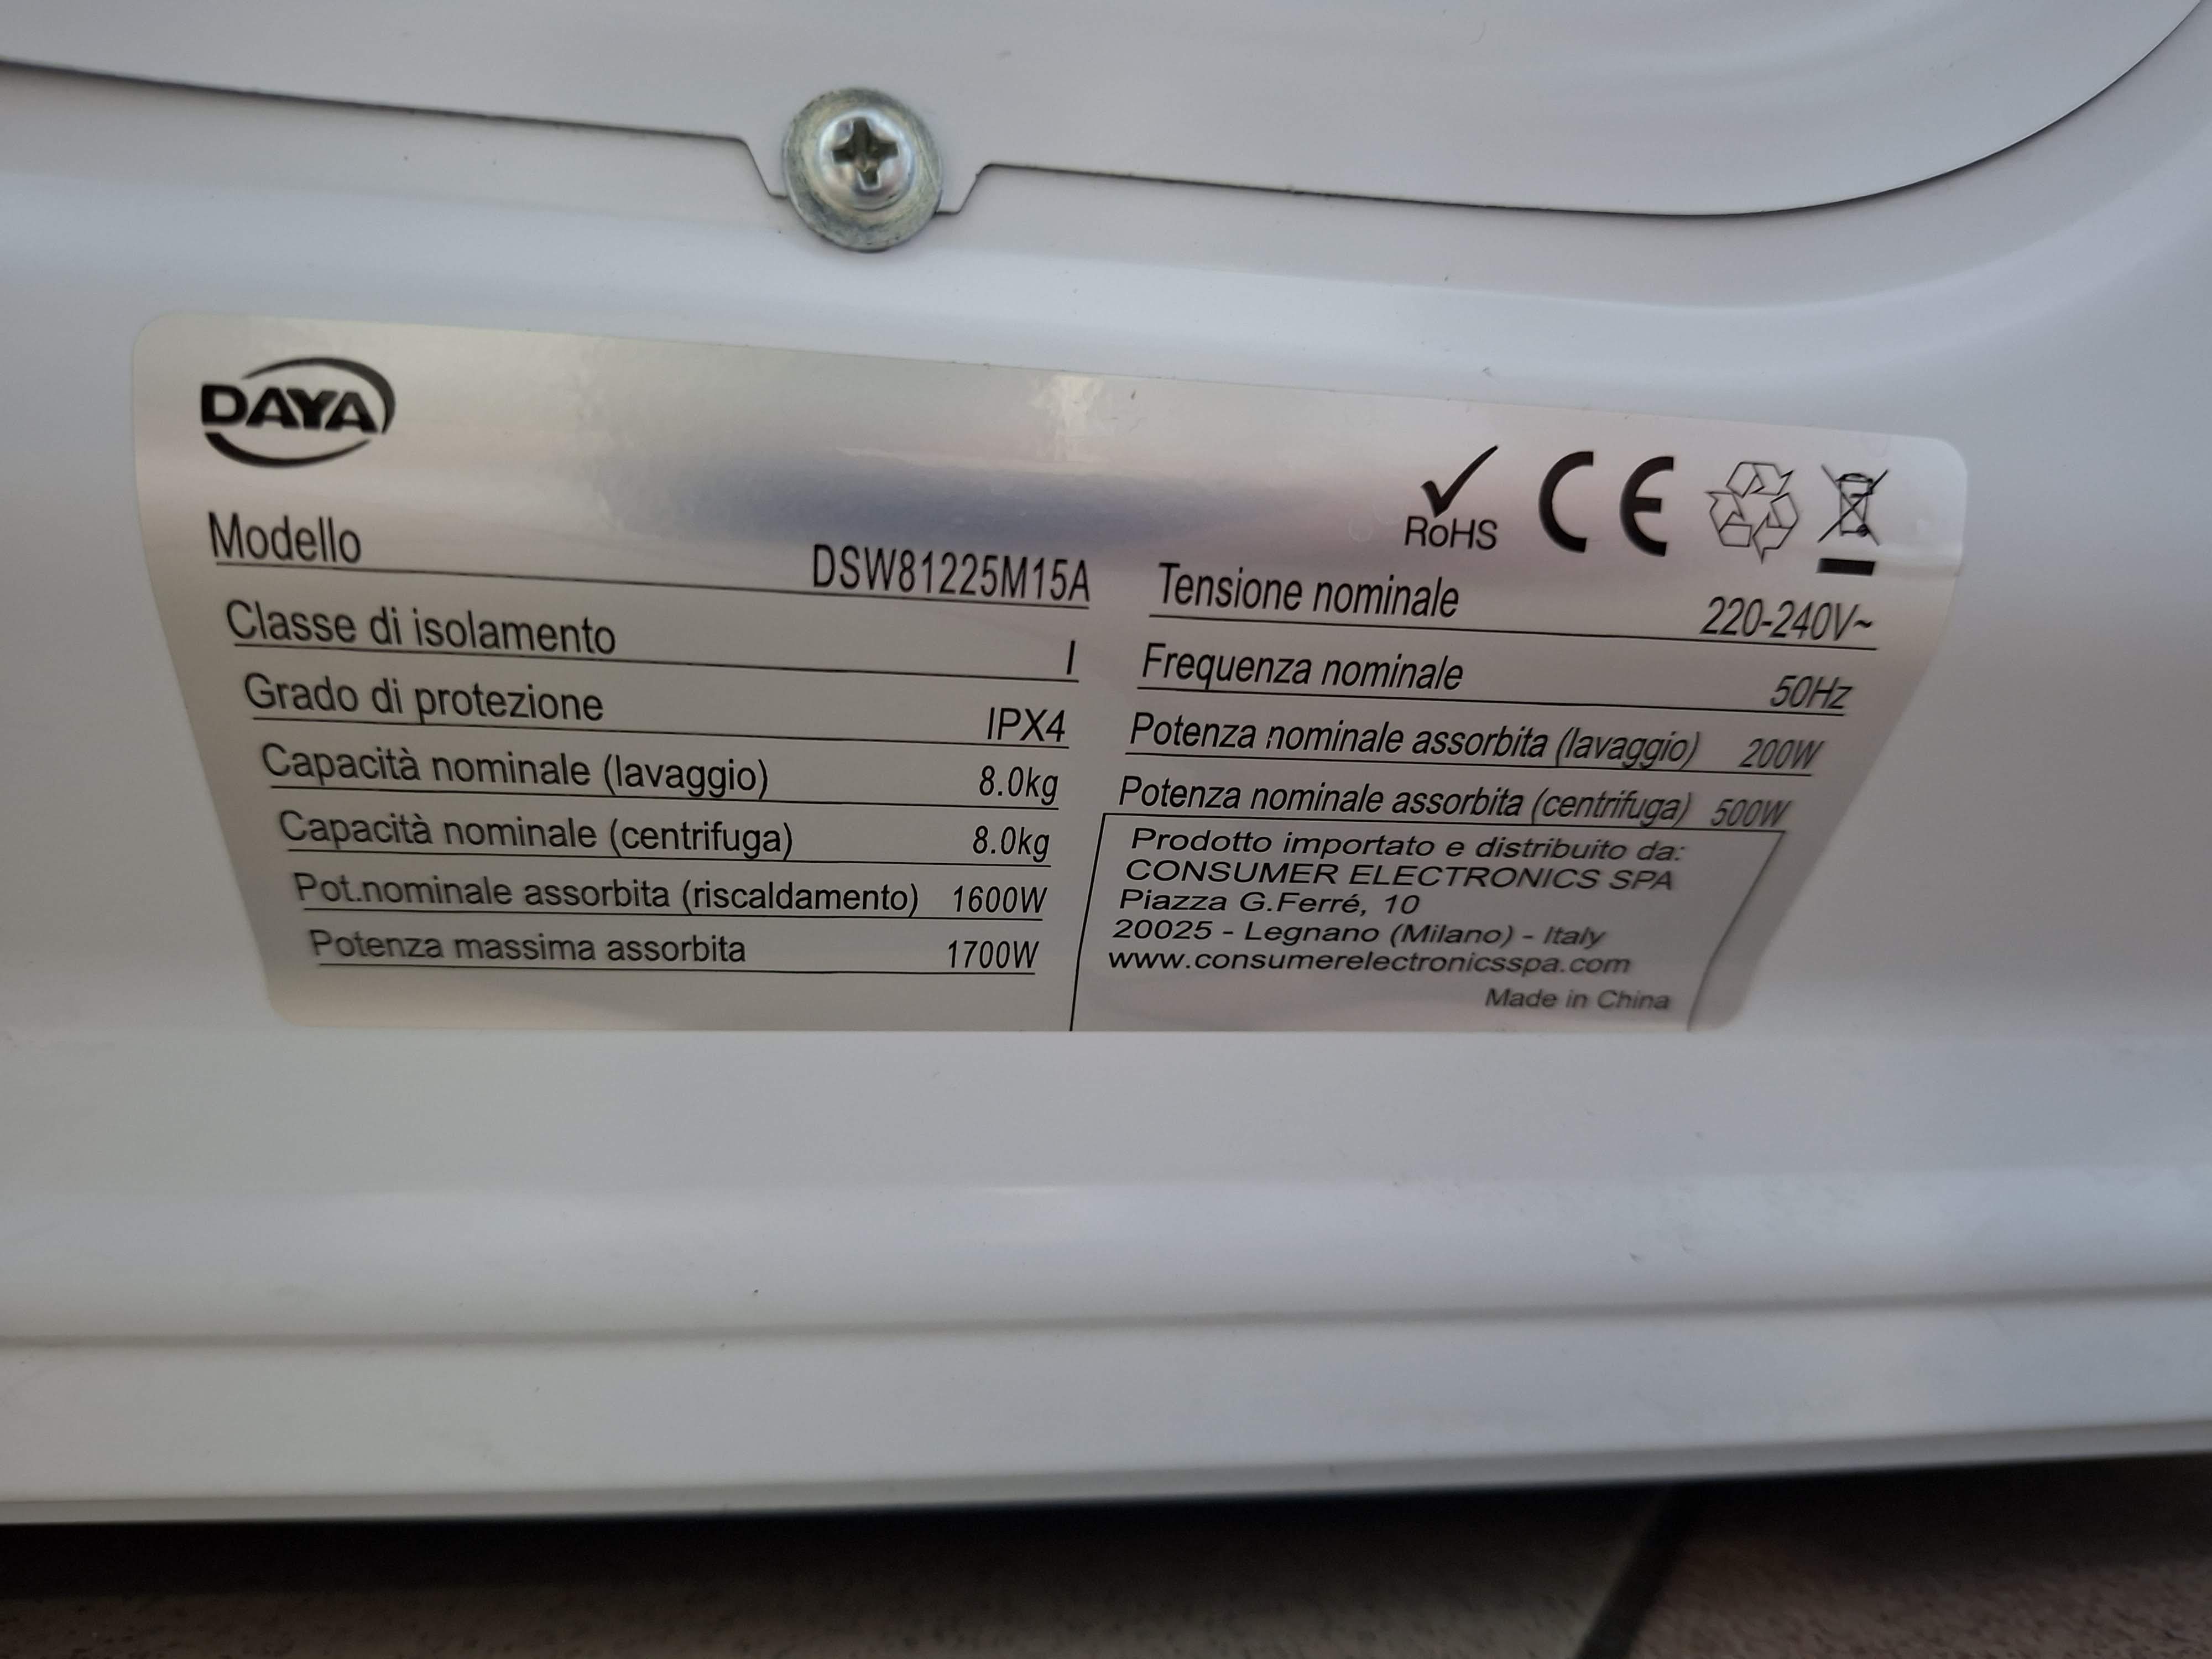 DAYA
RoHS CE
Modello DSW81225M15A
Classe di isolamento I
Grado di protezione IPX4
Capacità nominale (lavaggio) 8.0kg
Capacità nominale (centrifuga) 8.0kg
Pot.nominale assorbita (riscaldamento) 1600W
Potenza massima assorbita 1700W
Tensione nominale 220-240V~
Frequenza nominale 50Hz
Potenza nominale assorbita (lavaggio) 200W
Potenza nominale assorbita (centrifuga) 500W
Prodotto importato e distribuito da:
CONSUMER ELECTRONICS SPA
Piazza G.Ferré, 10
20025 - Legnano (Milano) - Italy
www.consumerelectronicsspa.com
Made in China